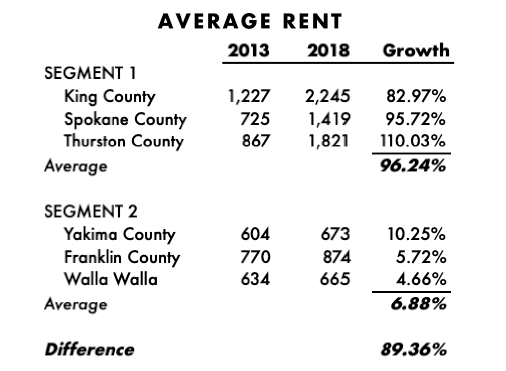 AVERAGE RENT
2013 2018 Growth
SEGMENT 1
King County 1,227 2,245 82.97%
Spokane County 725 1,419 95.72%
Thurston County 867 1,821 110.03%
Average 96.24%
SEGMENT 2
Yakima County 604 673 10.25%
Franklin County 770 874 5.72%
Walla Walla 634 665 4.66%
Average 6.88%
Difference 89.36%